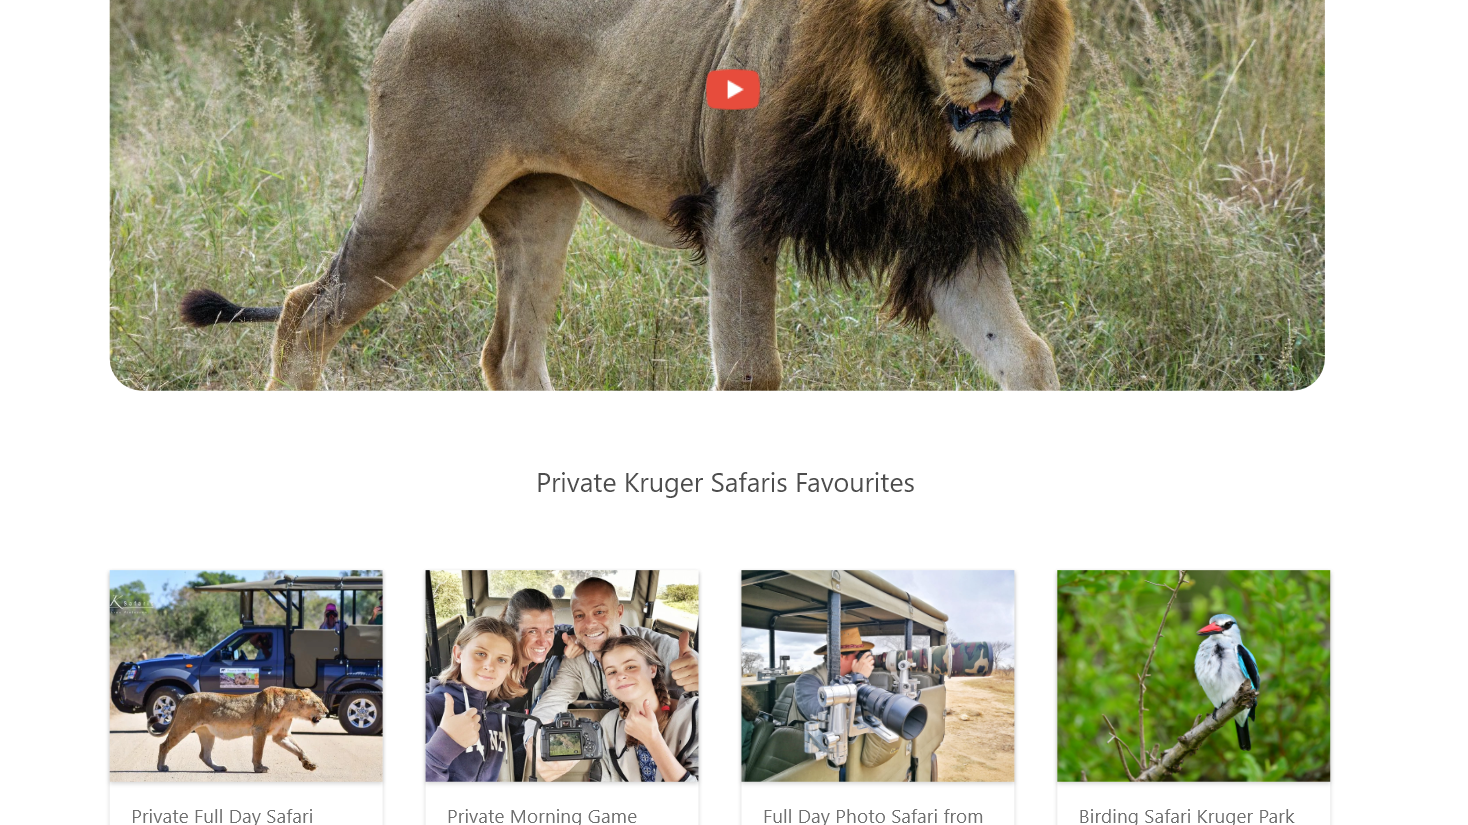 Private Kruger Safaris Favourites
Safari
Private Full Day Safari
Private Morning Game
Full Day Photo Safari from
Birding Safari Kruger Park